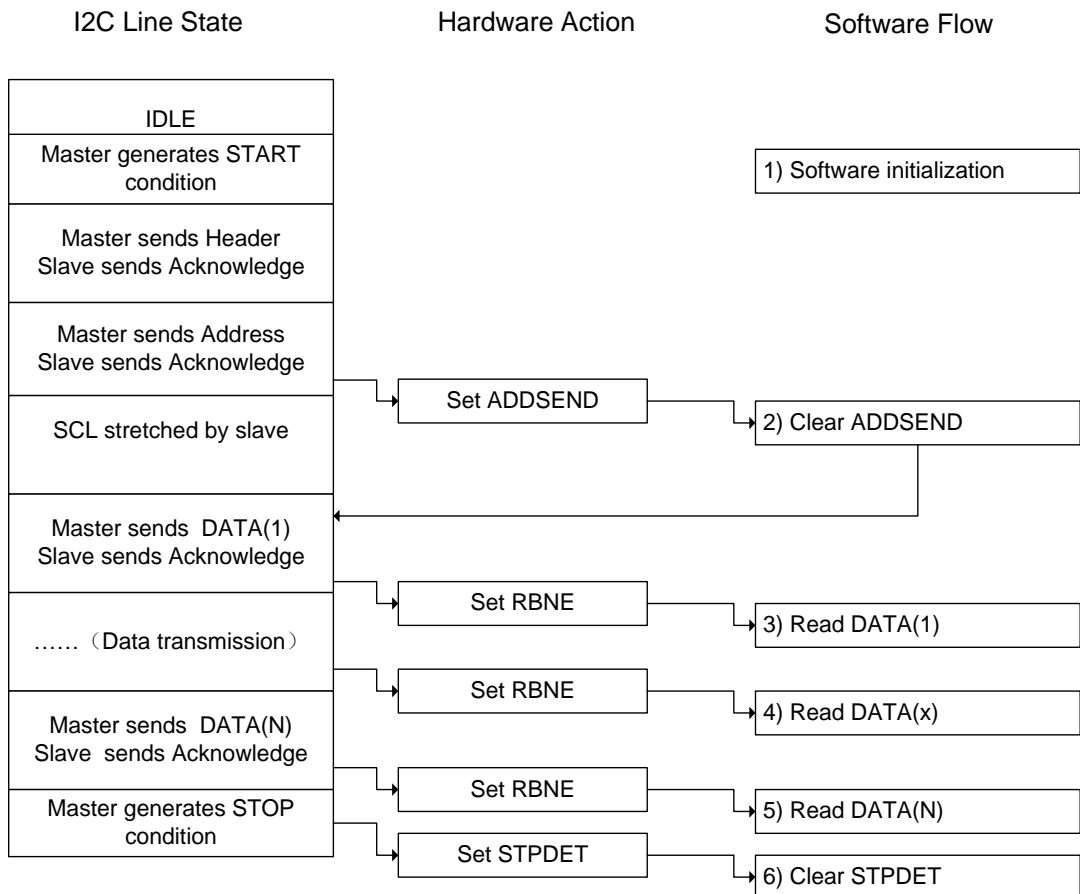 I2C Line State
Hardware Action
Software Flow
IDLE
Master generates START
condition
1) Software initialization
Master sends Header
Slave sends Acknowledge
Master sends Address
Slave sends Acknowledge
Set ADDSEND
2) Clear ADDSEND
SCL stretched by slave
Master sends  DATA(1)
Slave sends Acknowledge
Set RBNE
3) Read DATA(1)
……（Data transmission）
Set RBNE
4) Read DATA(x)
Master sends  DATA(N)
Slave  sends Acknowledge
Set RBNE
5) Read DATA(N)
Master generates STOP
condition
Set STPDET
6) Clear STPDET